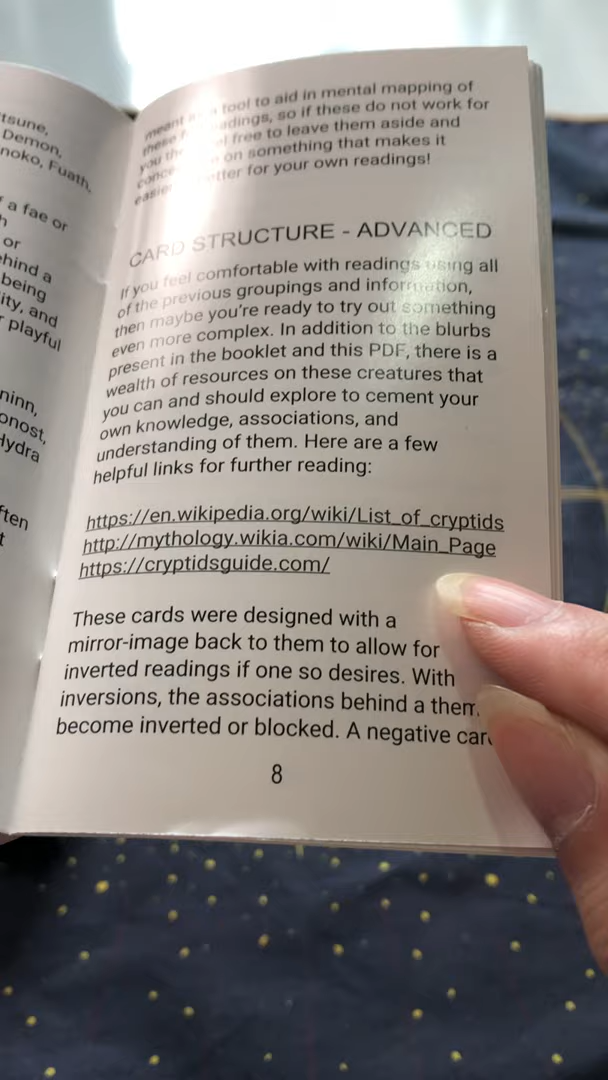 tsune,
Demon,
noko, Fuath,
a fae or
h
or
ehind a
being
lity, and
r playful
ninn,
onost,
Hydra
ften
t
meant a tool to aid in mental mapping of
these readings, so if these do not work for
you free to leave them aside and
on something that makes it
easier better for your own readings!
CARD STRUCTURE - ADVANCED
If you feel comfortable with readings using all
of the previous groupings and information,
then maybe you're ready to try out something
even more complex. In addition to the blurbs
present in the booklet and this PDF, there is a
wealth of resources on these creatures that
you can and should explore to cement your
own knowledge, associations, and
understanding of them. Here are a few
helpful links for further reading:
https://en.wikipedia.org/wiki/List_of_cryptids
http://mythology.wikia.com/wiki/Main_Page
https://cryptidsguide.com/
These cards were designed with a
mirror-image back to them to allow for
inverted readings if one so desires. With
inversions, the associations behind a them
become inverted or blocked. A negative car
8